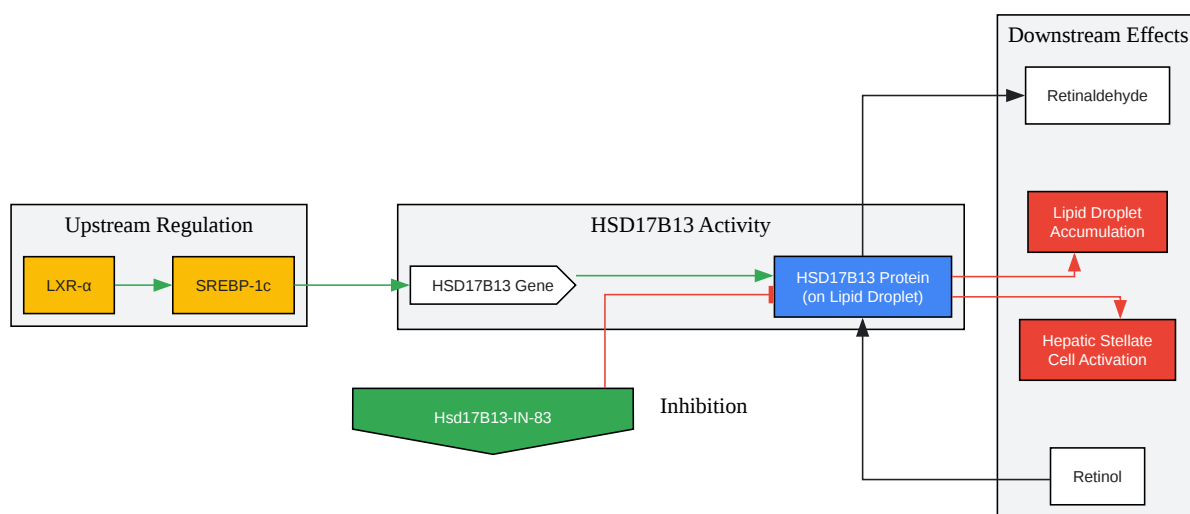 Downstream Effects
Retinaldehyde
Upstream Regulation
HSD17B13 Activity
Lipid Droplet
Accumulation
LXR-α
SREBP-1c
HSD17B13 Gene
HSD17B13 Protein
(on Lipid Droplet)
Hepatic Stellate
Cell Activation
Hsd17B13-IN-83
Inhibition
Retinol